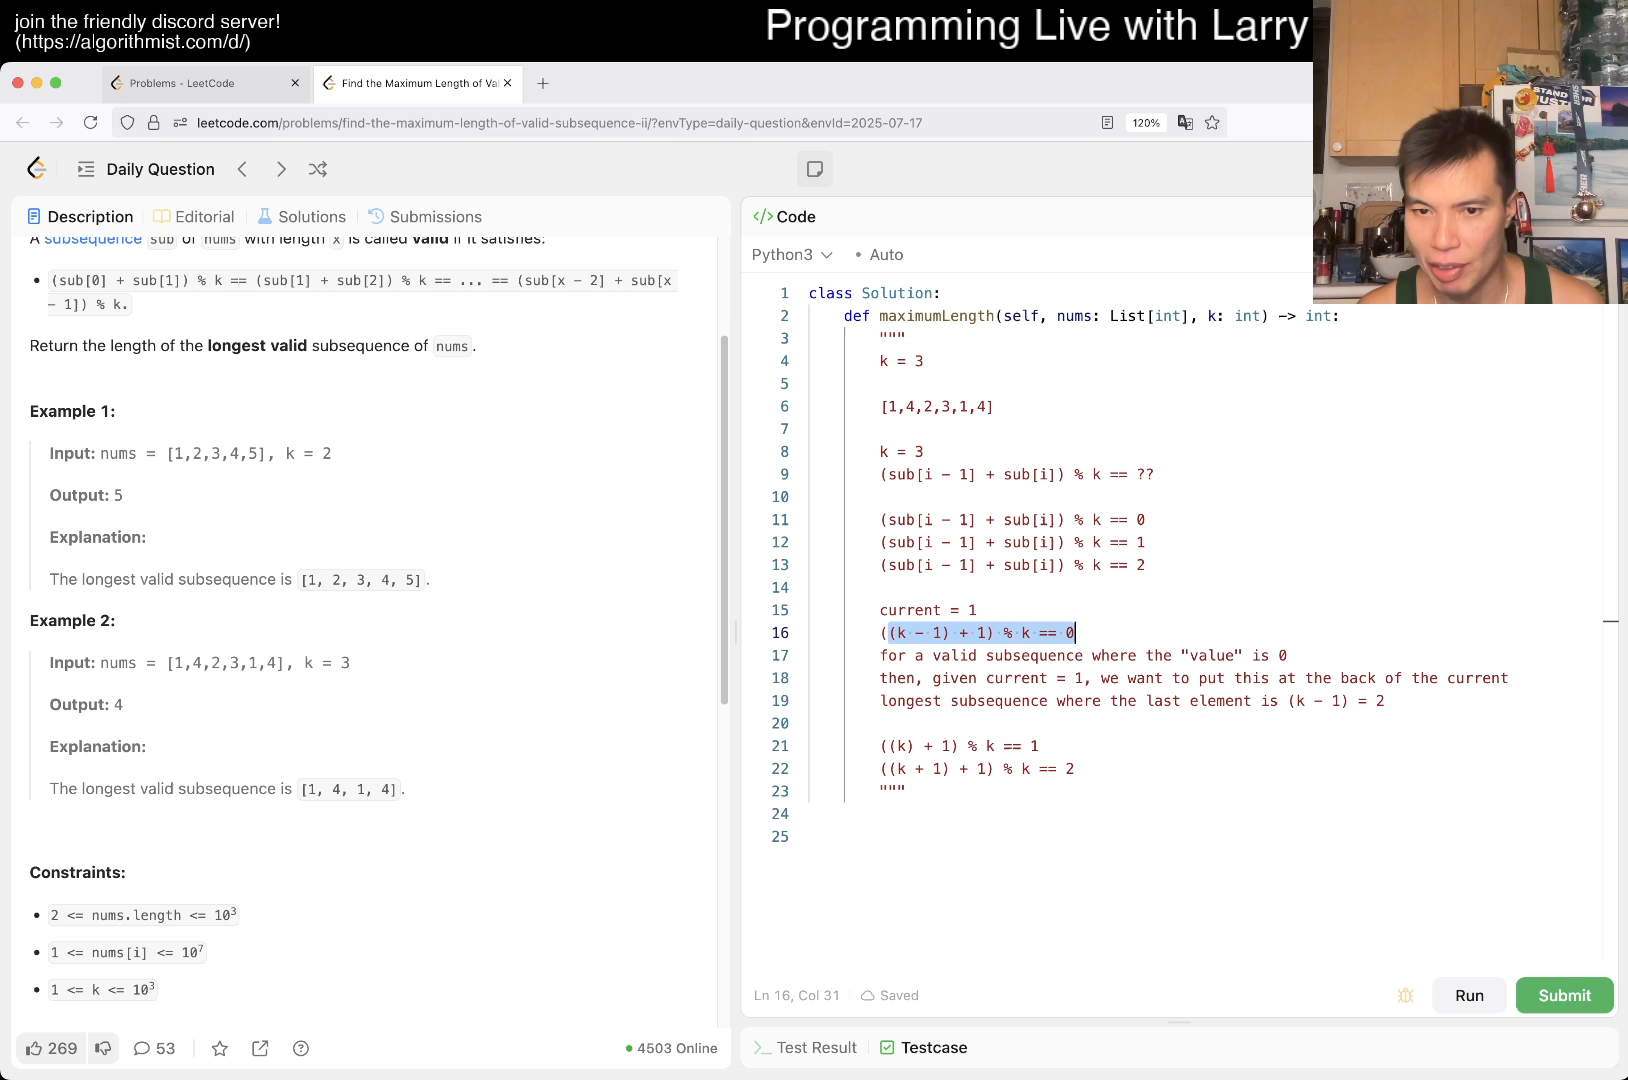 join the friendly discord server!
(https://algorithmist.com/d/)
Programming Live with Larry
Problems - LeetCode
Find the Maximum Length of Val
leetcode.com/problems/find-the-maximum-length-of-valid-subsequence-ii/?envType=daily-question&envId=2025-07-17
120%
Daily Question
Description
Editorial
Solutions
Submissions
A subsequence sub of nums with length x is called valid if it satisfies:
• (sub[0] + sub[1]) % k == (sub[1] + sub[2]) % k == ... == (sub[x - 2] + sub[x
- 1]) % k.
Return the length of the longest valid subsequence of nums.
Example 1:
Input: nums = [1,2,3,4,5], k = 2
Output: 5
Explanation:
The longest valid subsequence is [1, 2, 3, 4, 5].
Example 2:
Input: nums = [1,4,2,3,1,4], k = 3
Output: 4
Explanation:
The longest valid subsequence is [1, 4, 1, 4].
Constraints:
• 2 <= nums.length <= 10³
• 1 <= nums[i] <= 10⁷
• 1 <= k <= 10³
269
53
4503 Online
</> Code
Python3
• Auto
1 class Solution:
2 def maximumLength(self, nums: List[int], k: int) -> int:
3 """
4 k = 3
5
6 [1,4,2,3,1,4]
7
8 k = 3
9 (sub[i - 1] + sub[i]) % k == ??
10
11 (sub[i - 1] + sub[i]) % k == 0
12 (sub[i - 1] + sub[i]) % k == 1
13 (sub[i - 1] + sub[i]) % k == 2
14
15 current = 1
16 ((k - 1) + 1) % k == 0
17 for a valid subsequence where the "value" is 0
18 then, given current = 1, we want to put this at the back of the current
19 longest subsequence where the last element is (k - 1) = 2
20
21 ((k) + 1) % k == 1
22 ((k + 1) + 1) % k == 2
23 """
24
25
Ln 16, Col 31
Saved
Run
Submit
Test Result
Testcase
STAND